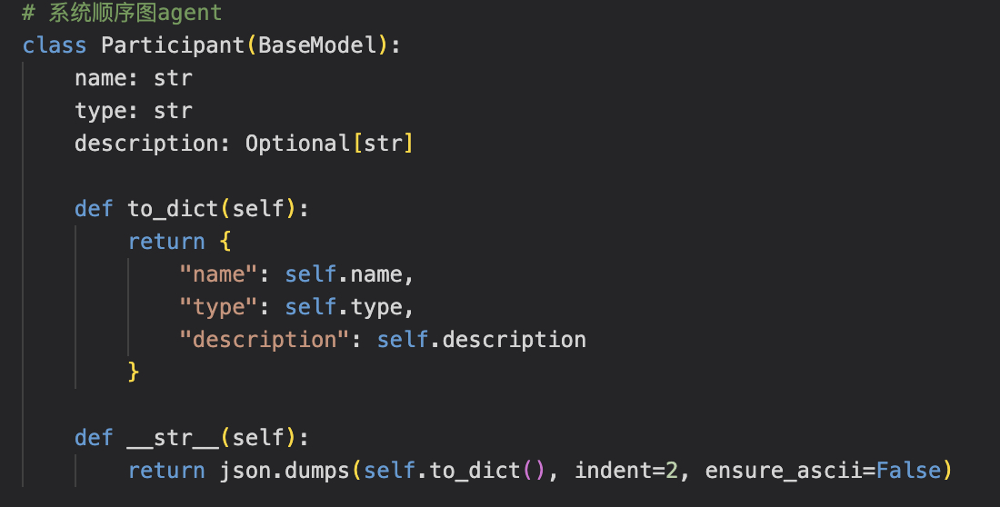 # 系统顺序图agent
class Participant(BaseModel):
    name: str
    type: str
    description: Optional[str]

    def to_dict(self):
        return {
            "name": self.name,
            "type": self.type,
            "description": self.description
        }

    def __str__(self):
        return json.dumps(self.to_dict(), indent=2, ensure_ascii=False)